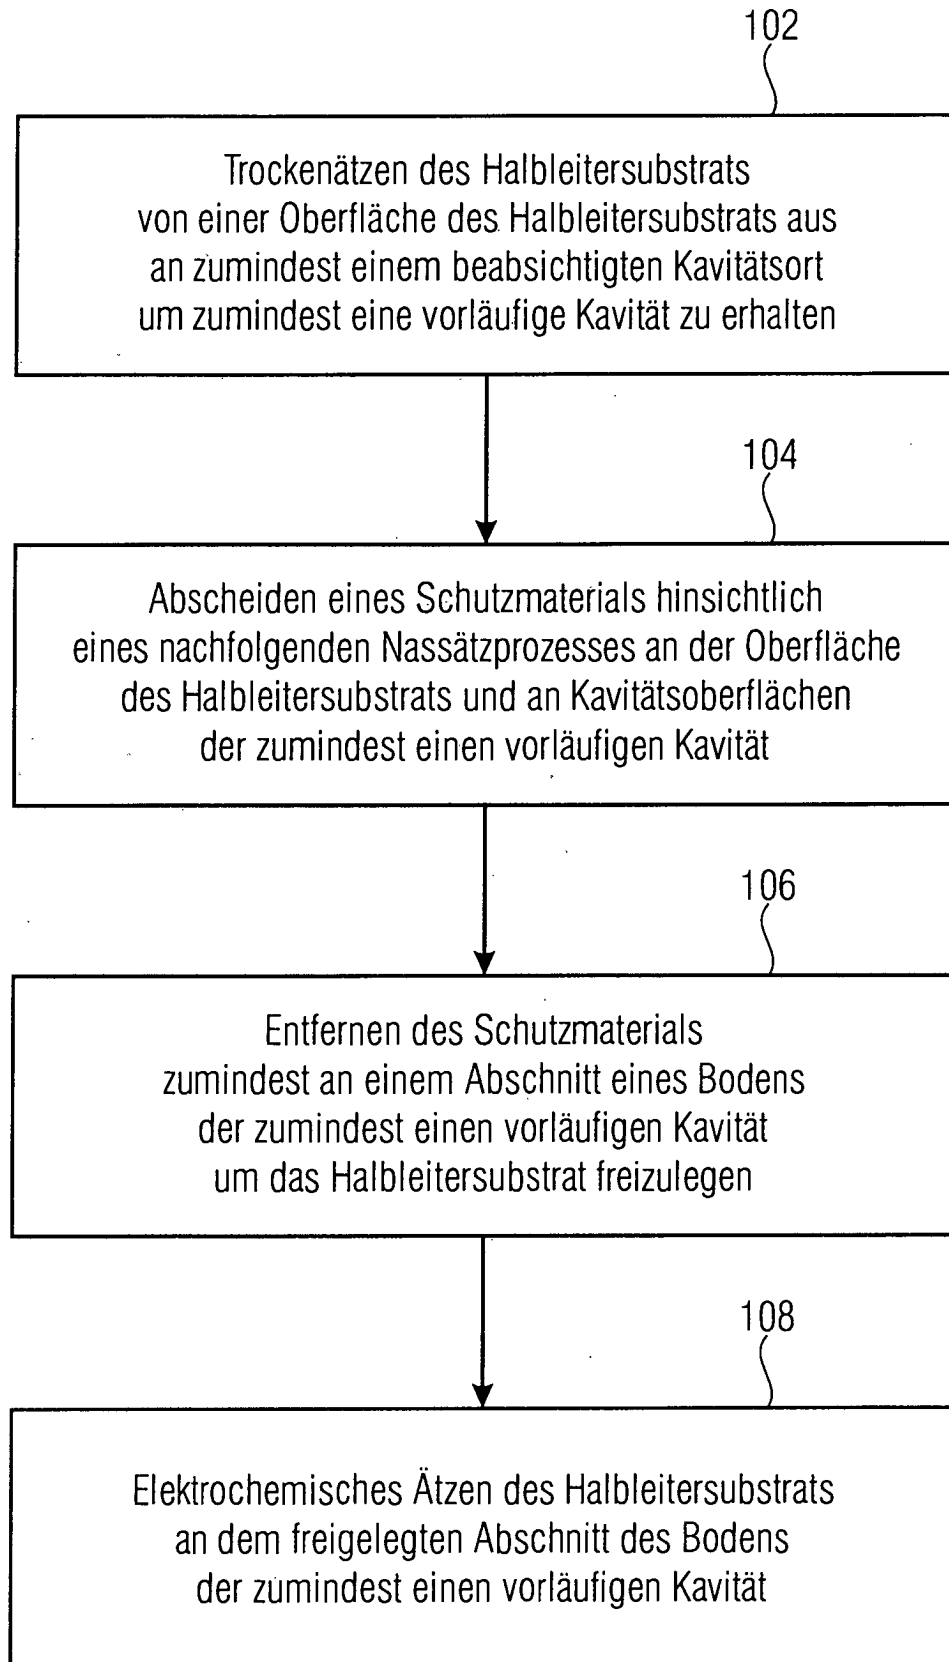 102
Trockenätzen des Halbleitersubstrats
von einer Oberfläche des Halbleitersubstrats aus
an zumindest einem beabsichtigten Kavitätsort
um zumindest eine vorläufige Kavität zu erhalten
104
Abscheiden eines Schutzmaterials hinsichtlich
eines nachfolgenden Nassätzprozesses an der Oberfläche
des Halbleitersubstrats und an Kavitätsoberflächen
der zumindest einen vorläufigen Kavität
106
Entfernen des Schutzmaterials
zumindest an einem Abschnitt eines Bodens
der zumindest einen vorläufigen Kavität
um das Halbleitersubstrat freizulegen
108
Elektrochemisches Ätzen des Halbleitersubstrats
an dem freigelegten Abschnitt des Bodens
der zumindest einen vorläufigen Kavität